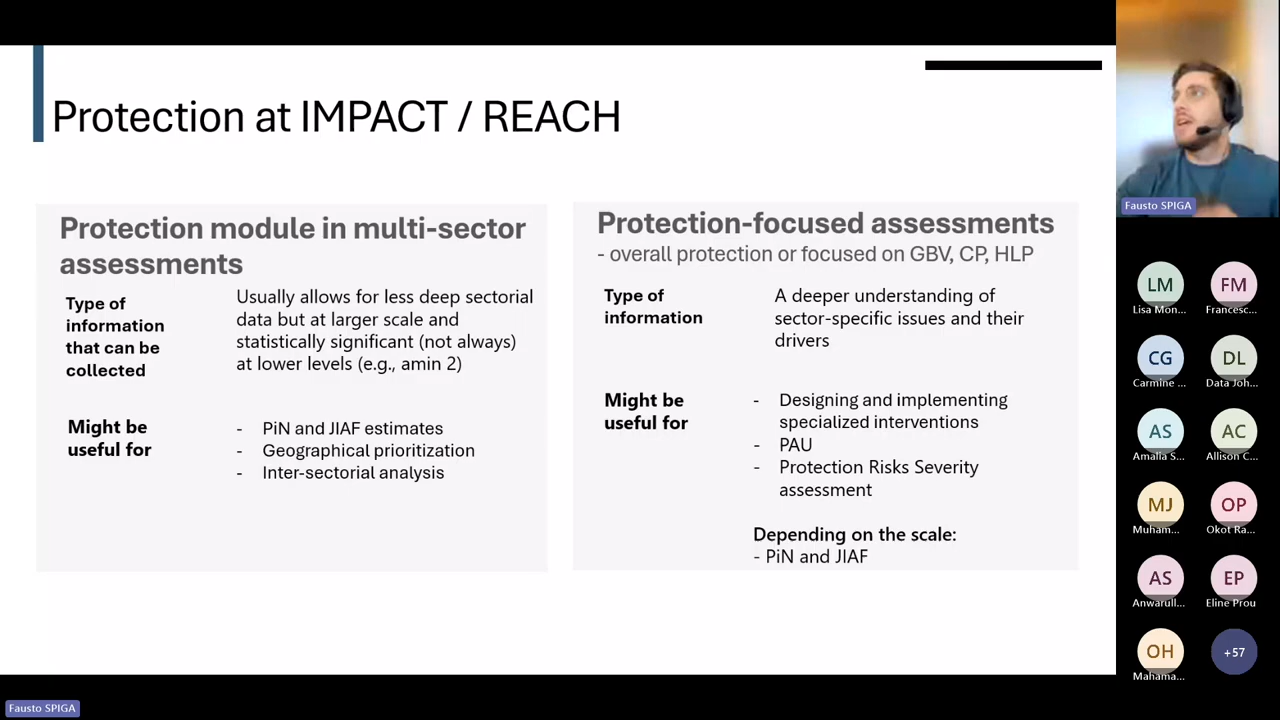 Protection at IMPACT / REACH
Protection module in multi-sector
assessments
Type of
information
that can be
collected
Usually allows for less deep sectorial
data but at larger scale and
statistically significant (not always)
at lower levels (e.g., amin 2)
Might be
useful for
- PiN and JIAF estimates
- Geographical prioritization
- Inter-sectorial analysis
Protection-focused assessments
- overall protection or focused on GBV, CP, HLP
Type of
information
A deeper understanding of
sector-specific issues and their
drivers
Might be
useful for
- Designing and implementing
specialized interventions
- PAU
- Protection Risks Severity
assessment
Depending on the scale:
- PiN and JIAF
Fausto SPIGA
LM
Lisa Mon...
FM
Francesc...
CG
Carmine ...
DL
Data Joh...
AS
Amalia S...
AC
Allison C...
MJ
Muham...
OP
Okot Ra...
AS
Anwarull...
EP
Eline Prou
OH
Mahama...
+57
Fausto SPIGA